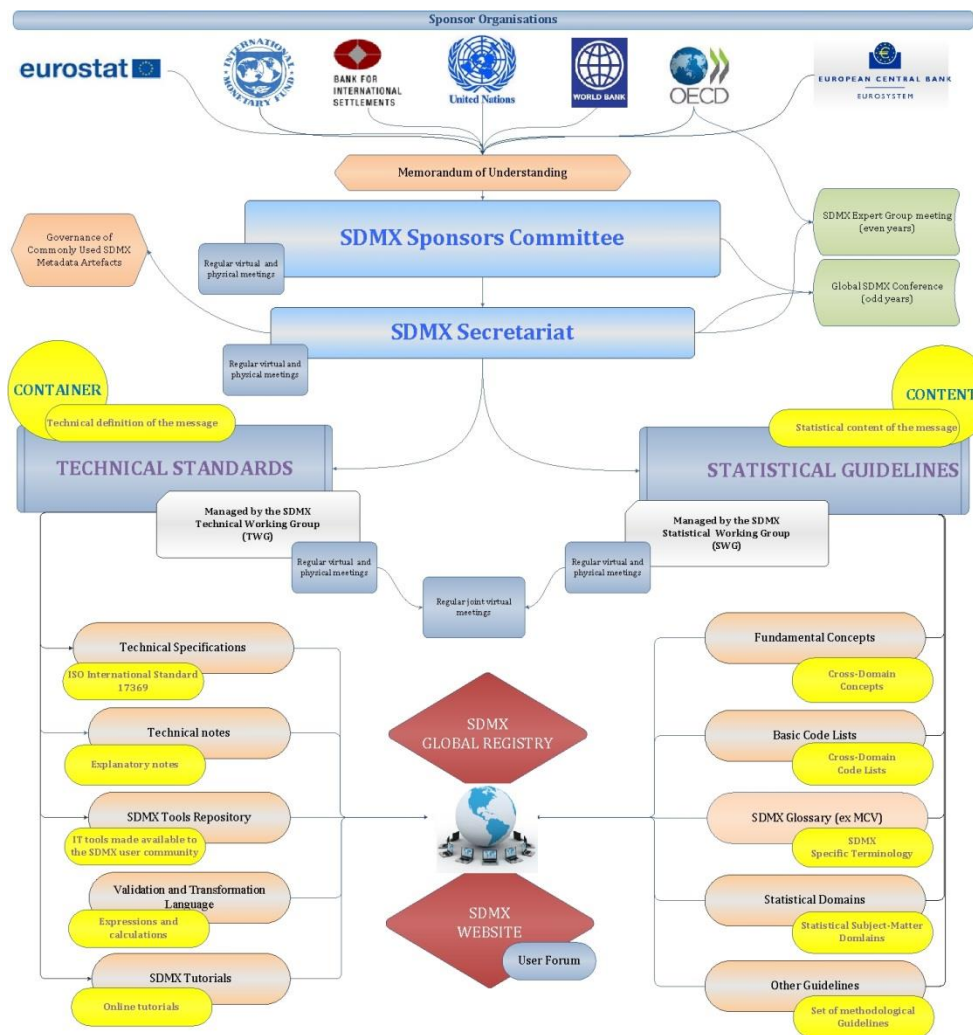 Sponsor Organisations
eurostat
INTERNATIONAL MONETARY FUND
BANK FOR
INTERNATIONAL
SETTLEMENTS
United Nations
WORLD BANK
OECD
EUROPEAN CENTRAL BANK
EUROSYSTEM
Memorandum of Understanding
Governance of
Commonly Used SDMX
Metadata Artefacts
SDMX Sponsors Committee
Regular virtual and
physical meetings
SDMX Expert Group meeting
(even years)
Global SDMX Conference
(odd years)
SDMX Secretariat
Regular virtual and
physical meetings
CONTAINER
Technical definition of the message
TECHNICAL STANDARDS
Managed by the SDMX
Technical Working Group
(TWG)
Regular virtual and
physical meetings
CONTENT
Statistical content of the message
STATISTICAL GUIDELINES
Managed by the SDMX
Statistical Working Group
(SWG)
Regular virtual and
physical meetings
Regular joint virtual
meetings
Technical Specifications
ISO International Standard
17369
Technical notes
Explanatory notes
SDMX Tools Repository
IT tools made available to
the SDMX user community
Validation and Transformation
Language
Expressions and
calculations
SDMX Tutorials
Online tutorials
SDMX
GLOBAL REGISTRY
SDMX
WEBSITE
User Forum
Fundamental Concepts
Cross-Domain
Concepts
Basic Code Lists
Cross-Domain
Code Lists
SDMX Glossary (ex MCV)
SDMX
Specific Terminology
Statistical Domains
Statistical Subject-Matter
Domlains
Other Guidelines
Set of methodological
Guidelines